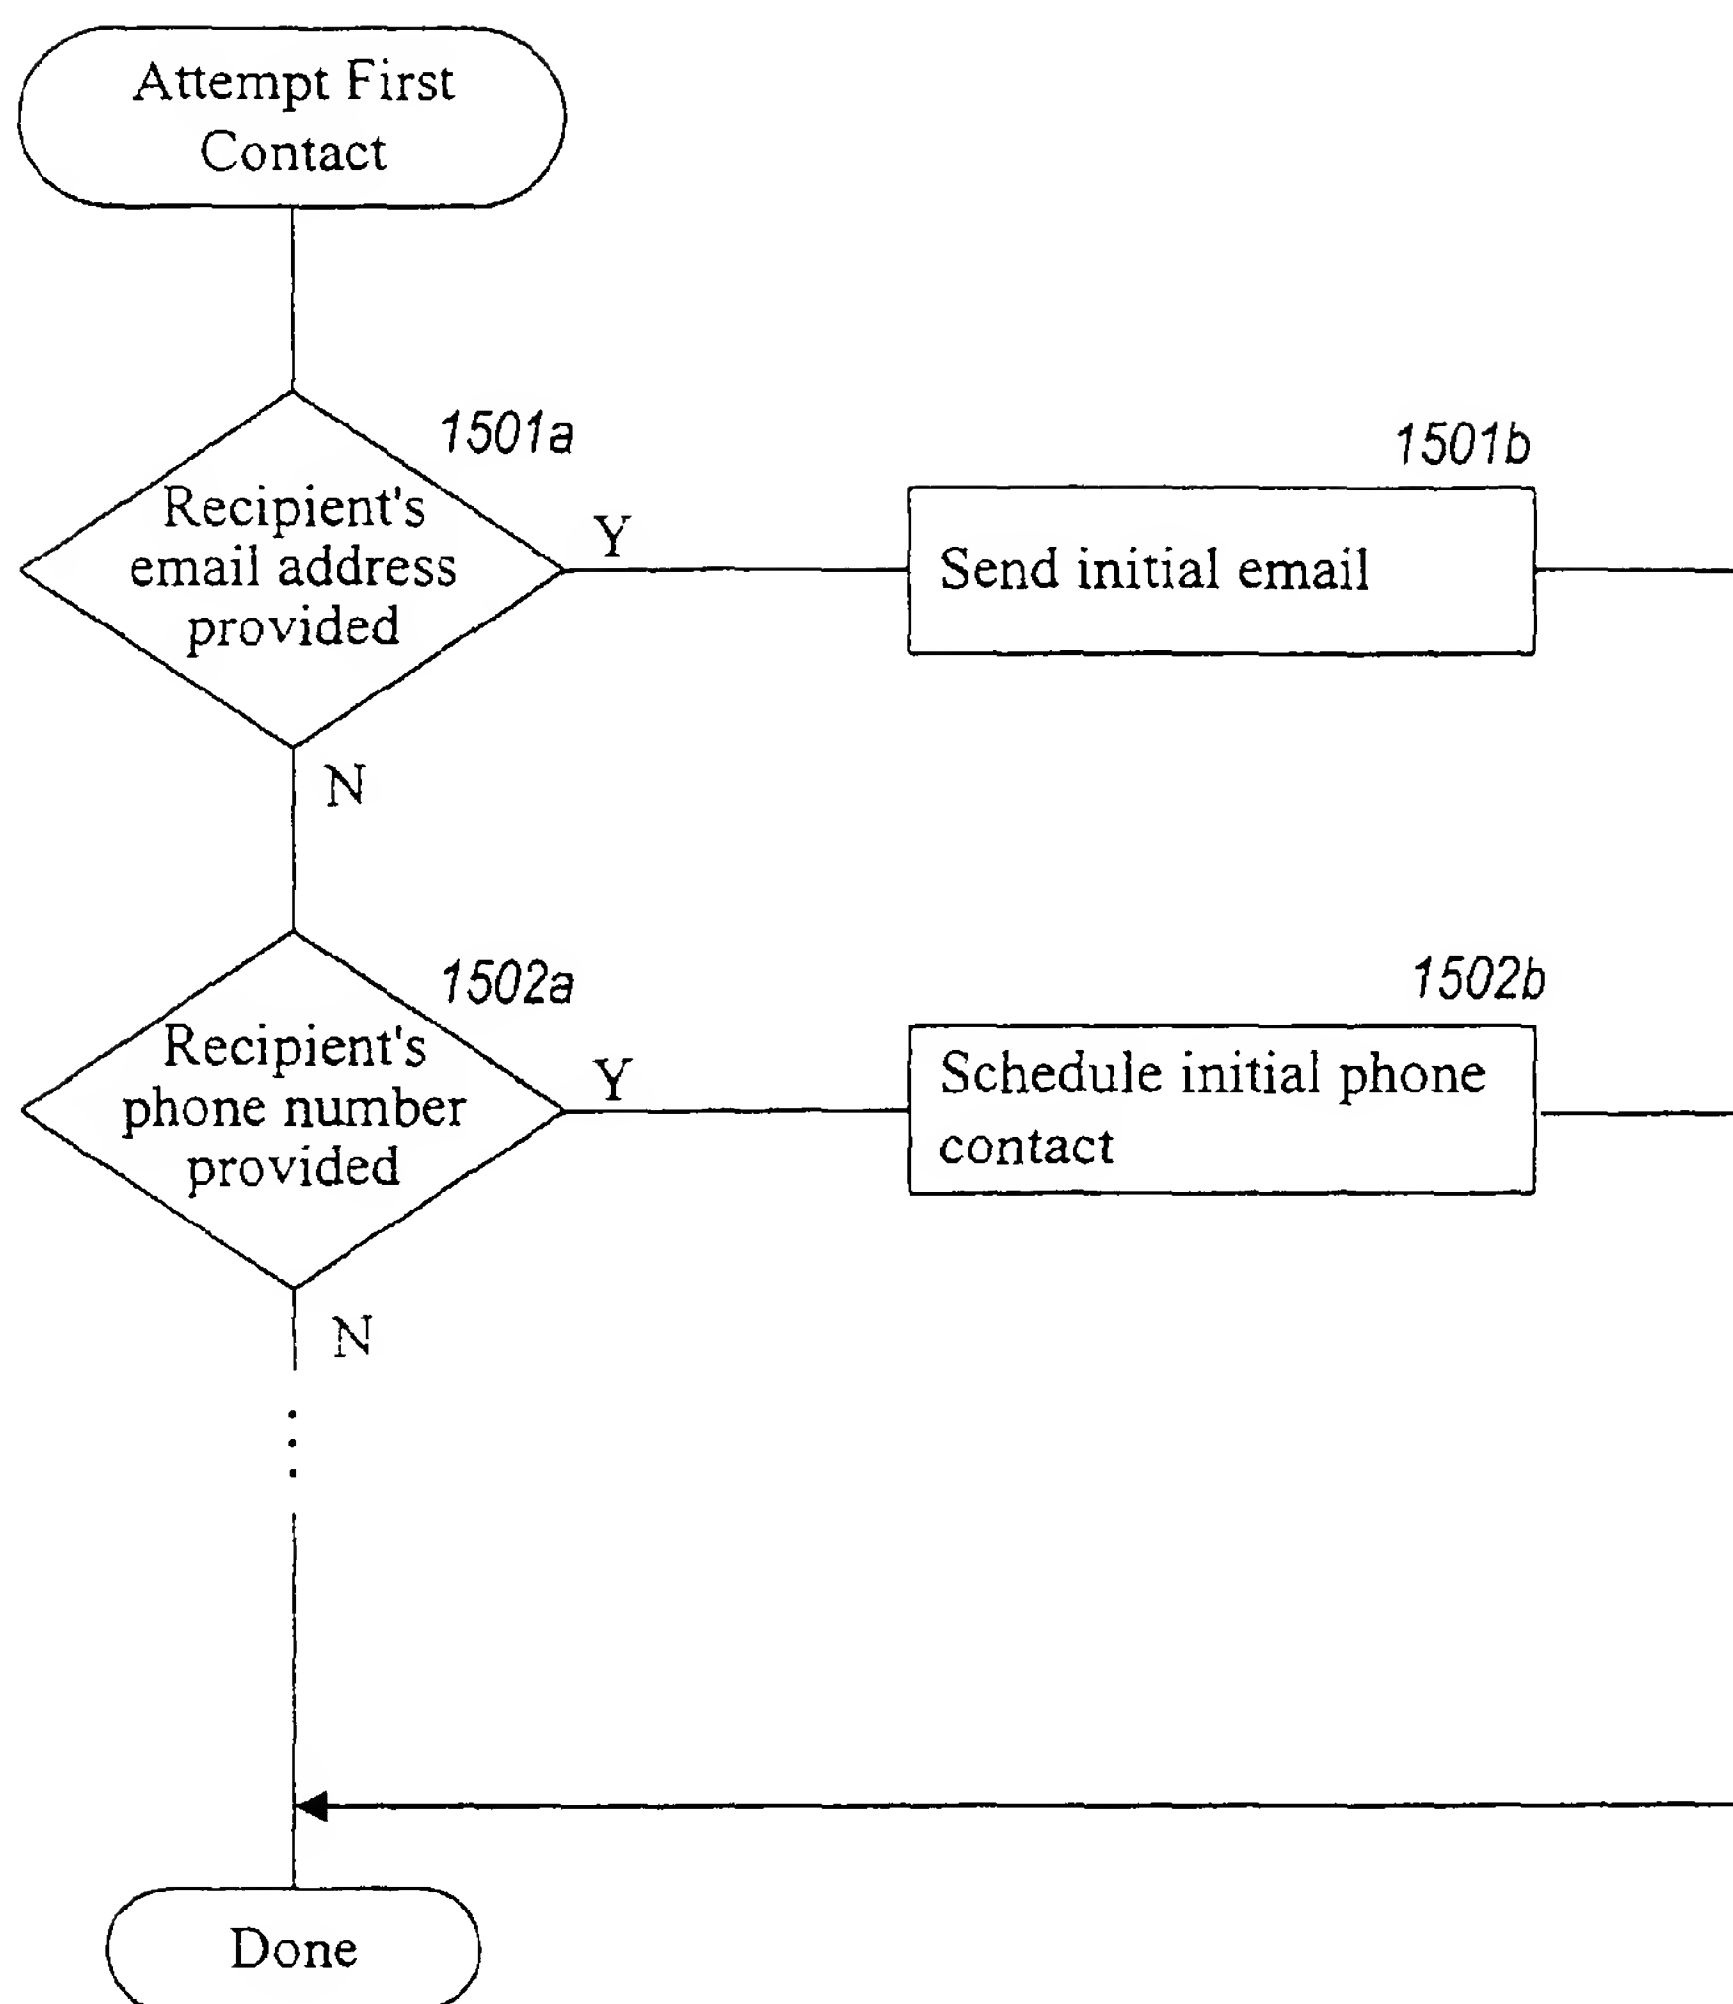 Attempt First
Contact
1501a
Recipient's
email address
provided
Y
1501b
Send initial email
N
1502a
Recipient's
phone number
provided
Y
1502b
Schedule initial phone
contact
N
Done